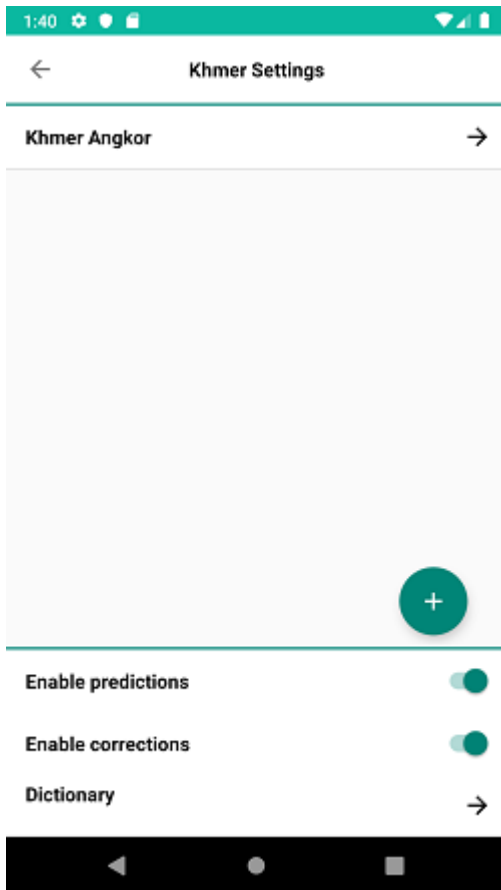 1:40
Khmer Settings
Khmer Angkor
Enable predictions
Enable corrections
Dictionary